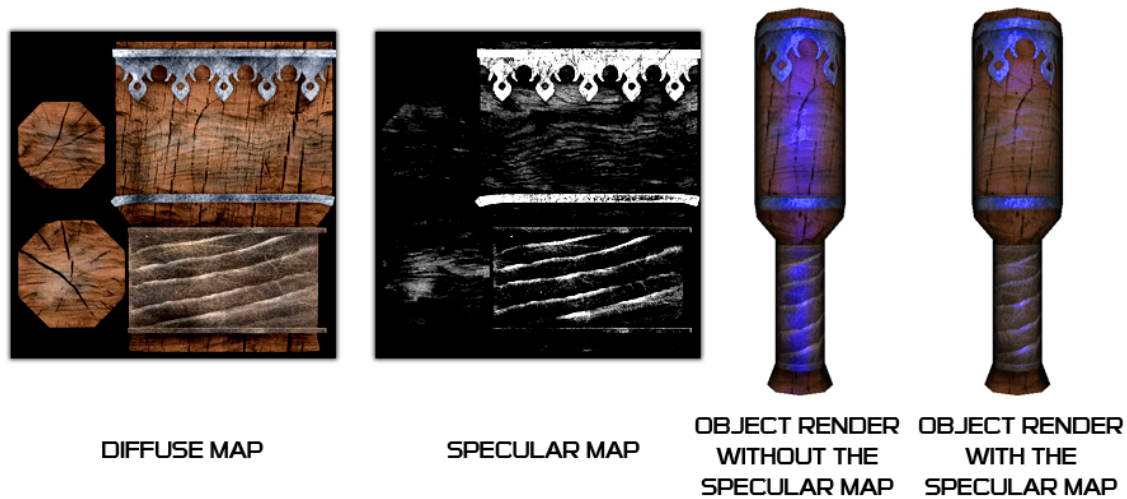 DIFFUSE MAP
SPECULAR MAP
OBJECT RENDER
WITHOUT THE
SPECULAR MAP
OBJECT RENDER
WITH THE
SPECULAR MAP